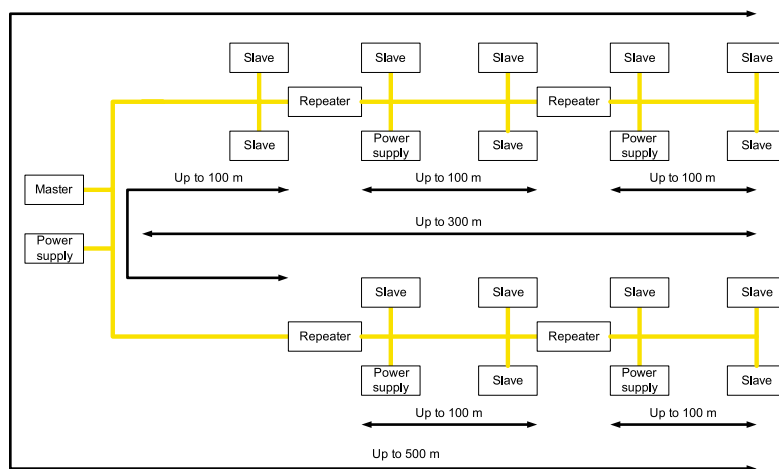 Slave
Slave
Slave
Slave
Slave
Repeater
Repeater
Slave
Power
supply
Slave
Power
supply
Slave
Master
Up to 100 m
Up to 100 m
Up to 100 m
Up to 300 m
Power
supply
Slave
Slave
Slave
Slave
Repeater
Repeater
Power
supply
Slave
Power
supply
Slave
Up to 100 m
Up to 100 m
Up to 500 m